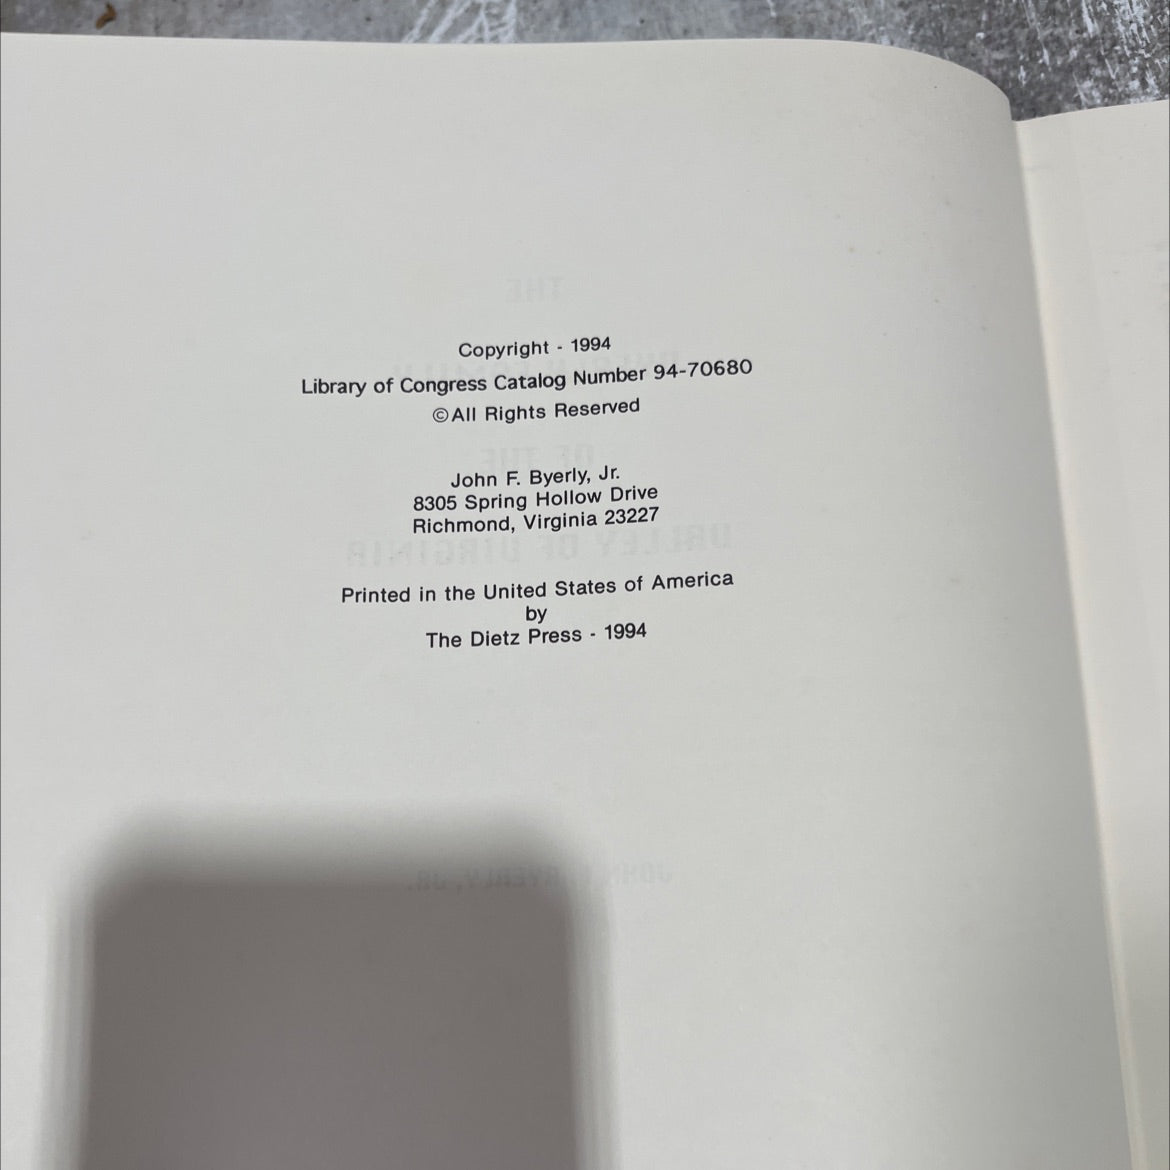 Copyright - 1994
Library of Congress Catalog Number 94-70680
©All Rights Reserved
John F. Byerly, Jr.
8305 Spring Hollow Drive
Richmond, Virginia 23227
Printed in the United States of America
by
The Dietz Press - 1994